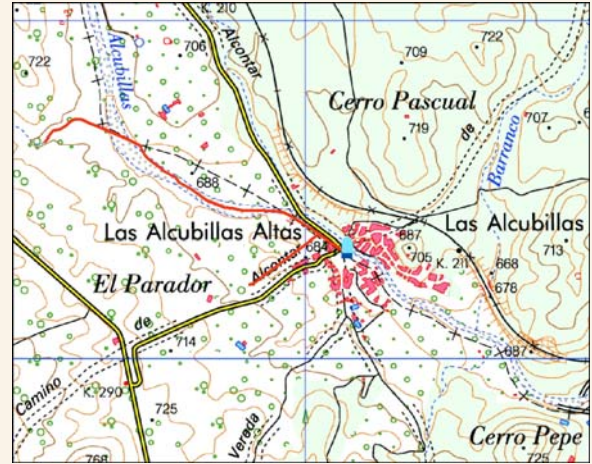 K. 210
Alcontar
722
709
722
Alcubillas
706
Cerro Pascual
719
de
Barranco
707
688
Las Alcubillas Altas
684
687
705
K. 211
Las Alcubillas
713
668
678
Alcontar
El Parador
de
714
687
Camino
K. 290
725
Vereda
768
Cerro Pepe
725